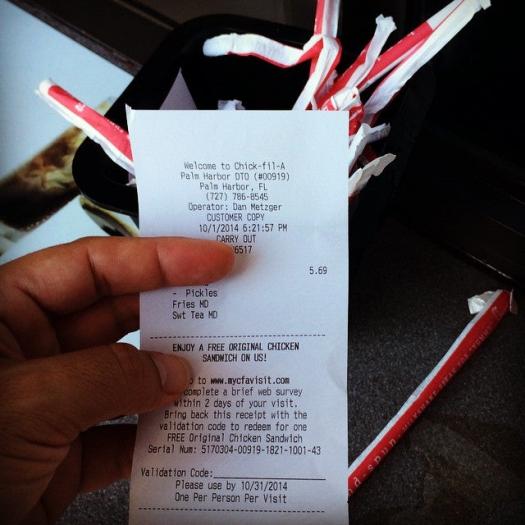 Welcome to Chick-fil-A
Palm Harbor DTO (#00919)
Palm Harbor, FL
(727) 786-8545
Operator: Dan Metzger
CUSTOMER COPY
10/1/2014 6:21:57 PM
CARRY OUT
6517
5.69
- Pickles
Fries MD
Swt Tea MD
ENJOY A FREE ORIGINAL CHICKEN
SANDWICH ON US!
to www.mycfavisit.com
complete a brief web survey
within 2 days of your visit.
Bring back this receipt with the
validation code to redeem for one
FREE Original Chicken Sandwich
Serial Num: 5170304-00919-1821-1001-43
Validation Code:
Please use by 10/31/2014
One Per Person Per Visit